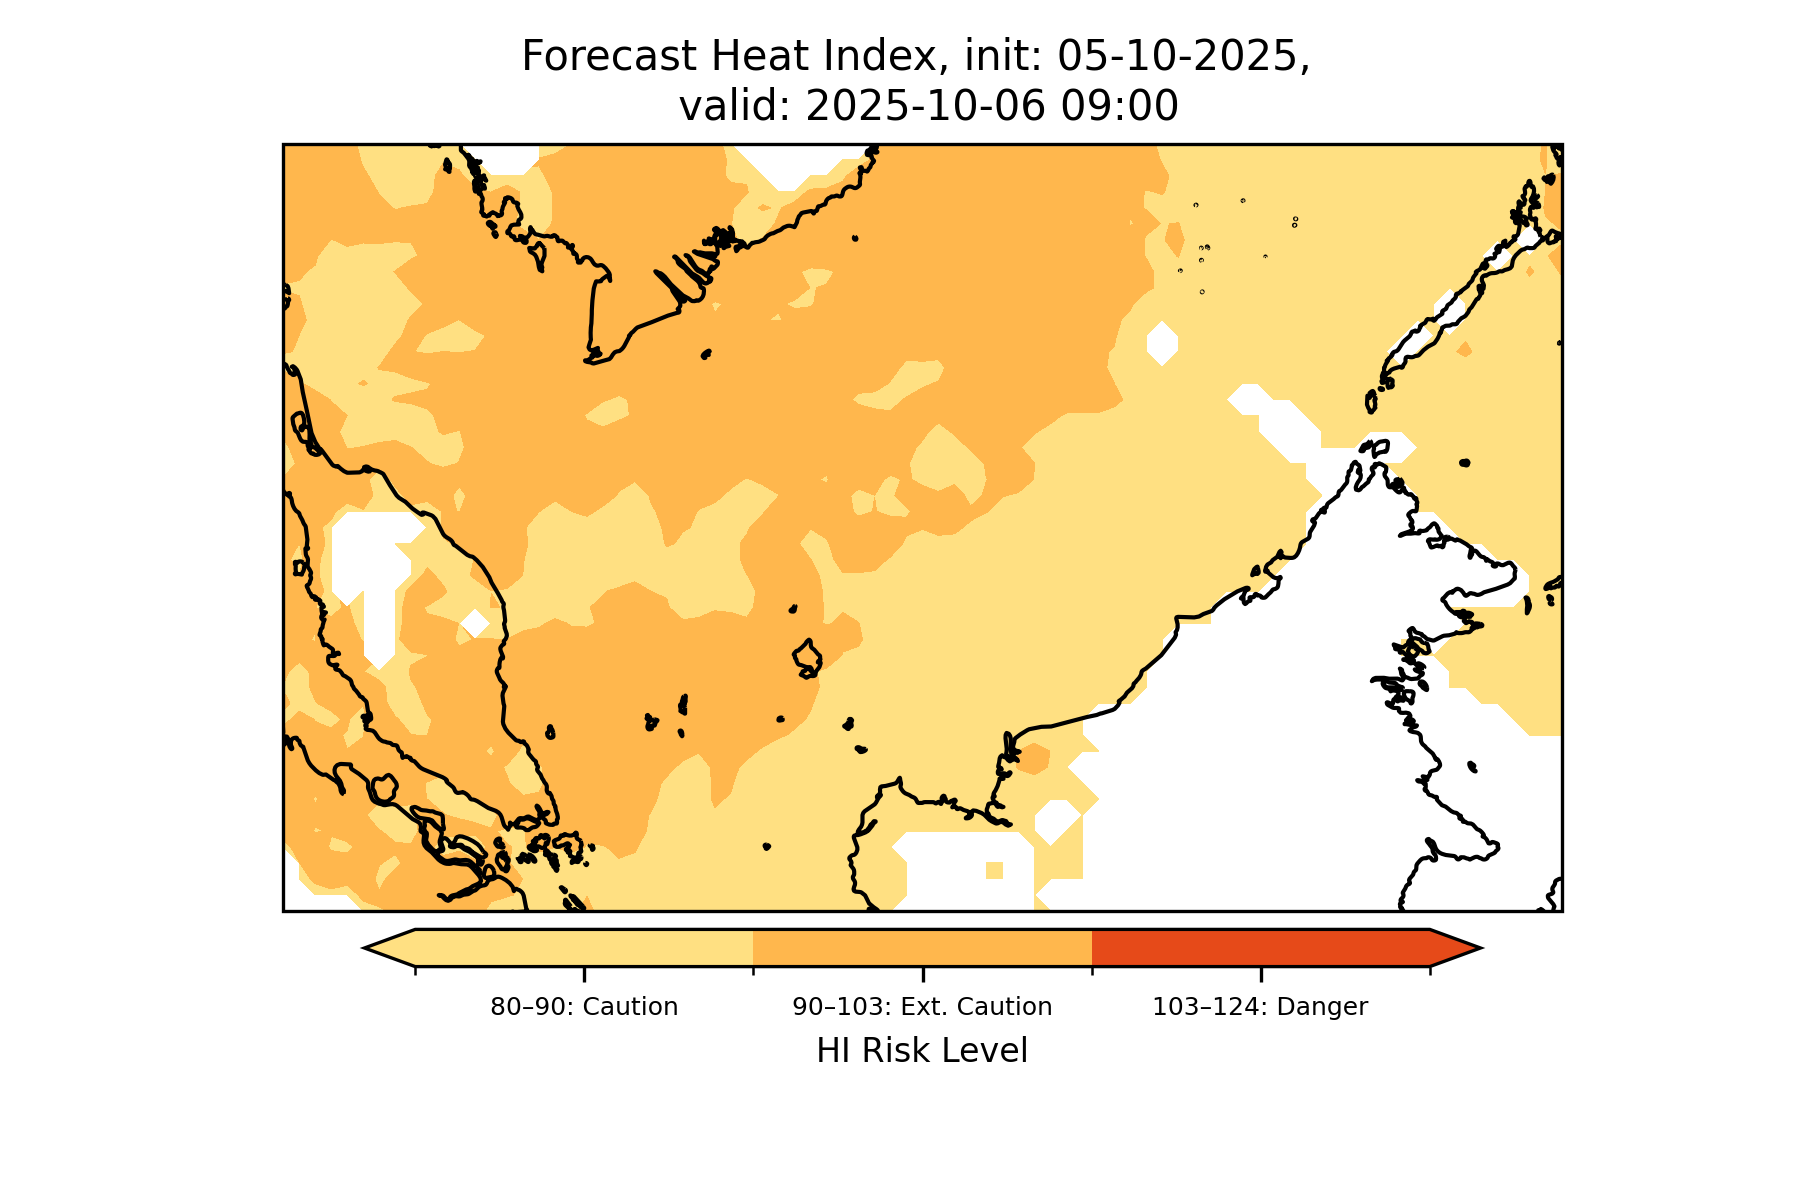 Forecast Heat Index, init: 05-10-2025,
valid: 2025-10-06 09:00
80–90: Caution
90–103: Ext. Caution
103–124: Danger
HI Risk Level